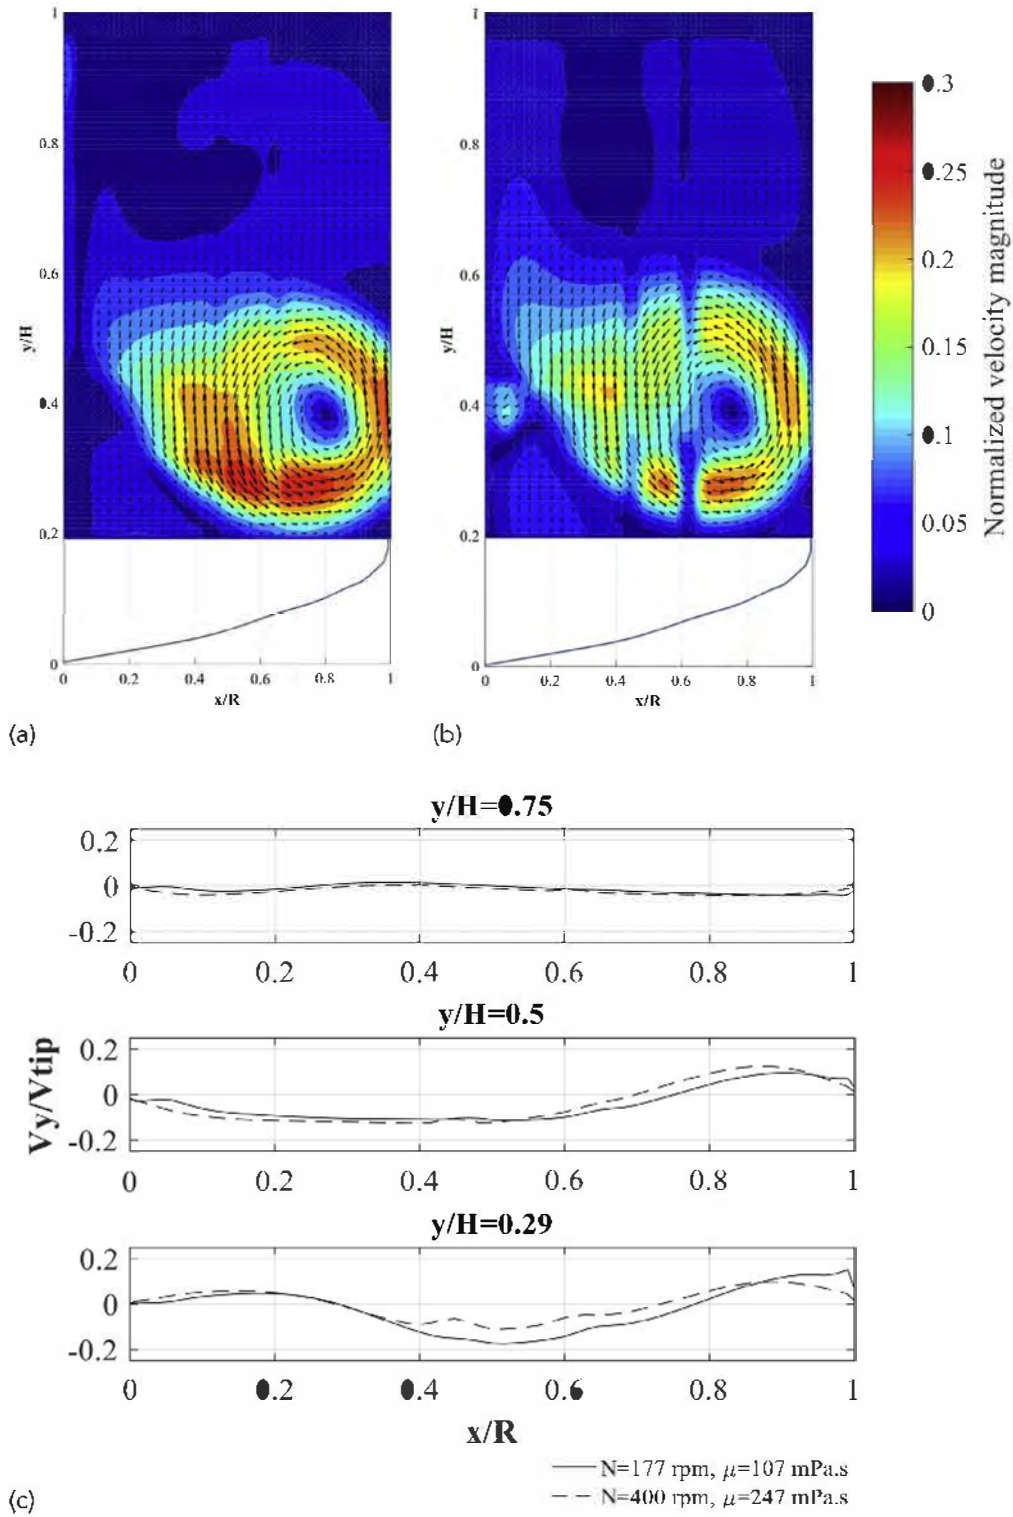 1
0.8
0.6
y/H
0.4
0.2
0
0 0.2 0.4 0.6 0.8 1
x/R
(a)
1
0.8
0.6
y/H
0.4
0.2
0
0 0.2 0.4 0.6 0.8 1
x/R
(b)
0.3
0.25
0.2
0.15
0.1
0.05
0
Normalized velocity magnitude
y/H=0.75
0.2
0
-0.2
0 0.2 0.4 0.6 0.8 1
y/H=0.5
0.2
0
-0.2
0 0.2 0.4 0.6 0.8 1
Vy/Vtip
y/H=0.29
0.2
0
-0.2
0 0.2 0.4 0.6 0.8 1
x/R
N=177 rpm, μ=107 mPa.s
N=400 rpm, μ=247 mPa.s
(c)